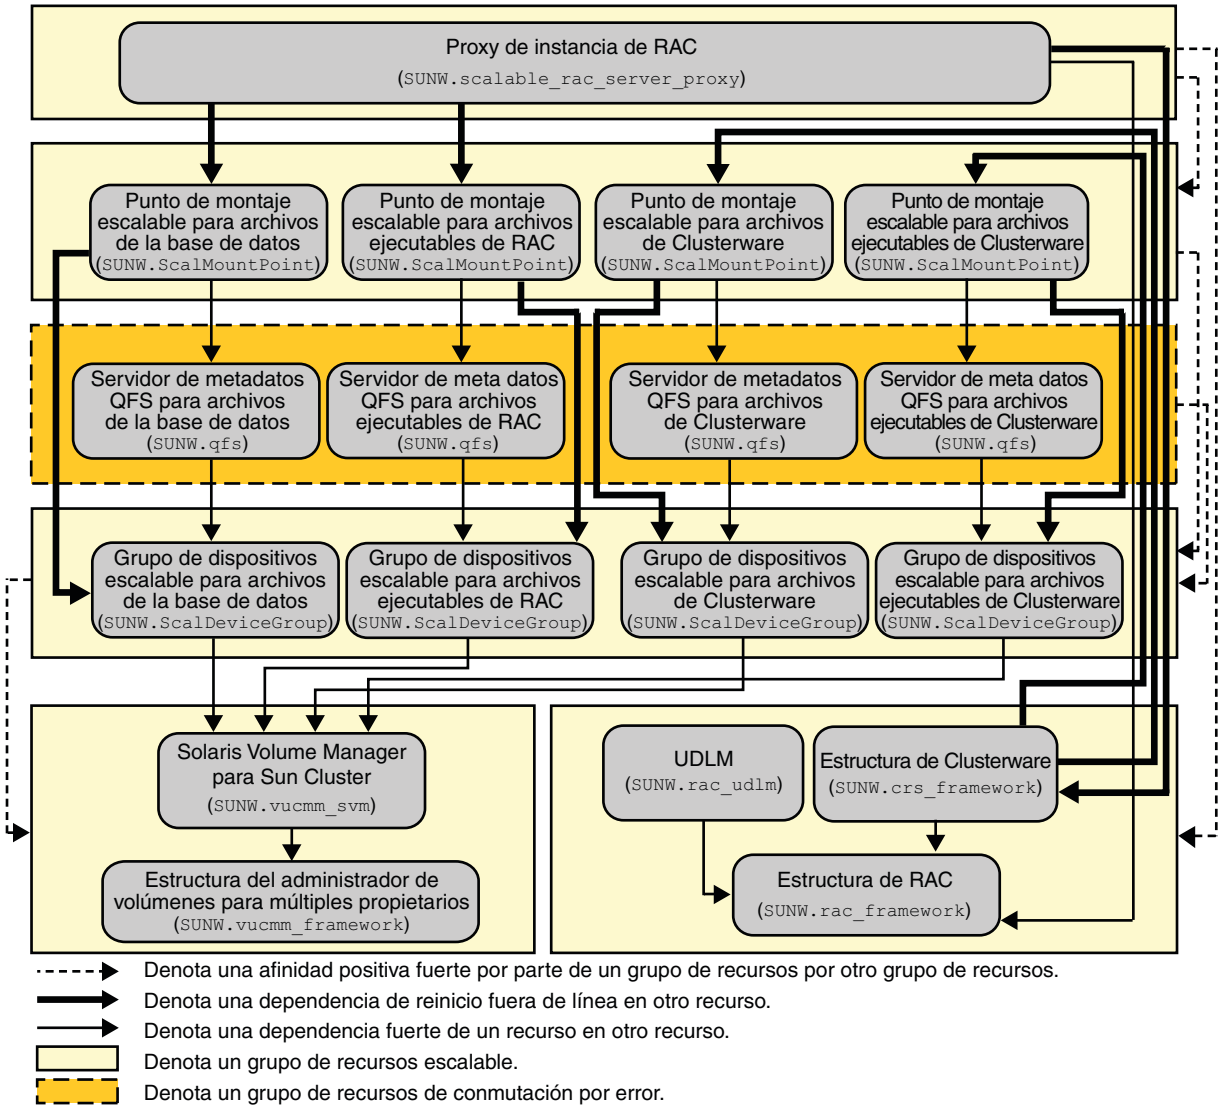 Proxy de instancia de RAC
(SUNW.scalable_rac_server_proxy)
Punto de montaje
escalable para archivos
de la base de datos
(SUNW.ScalMountPoint)
Punto de montaje
escalable para archivos
ejecutables de RAC
(SUNW.ScalMountPoint)
Punto de montaje
escalable para archivos
de Clusterware
(SUNW.ScalMountPoint)
Punto de montaje
escalable para archivos
ejecutables de Clusterware
(SUNW.ScalMountPoint)
Servidor de metadatos
QFS para archivos
de la base de datos
(SUNW.qfs)
Servidor de meta datos
QFS para archivos
ejecutables de RAC
(SUNW.qfs)
Servidor de metadatos
QFS para archivos
de Clusterware
(SUNW.qfs)
Servidor de meta datos
QFS para archivos
ejecutables de Clusterware
(SUNW.qfs)
Grupo de dispositivos
escalable para archivos
de la base de datos
(SUNW.ScalDeviceGroup)
Grupo de dispositivos
escalable para archivos
ejecutables de RAC
(SUNW.ScalDeviceGroup)
Grupo de dispositivos
escalable para archivos
de Clusterware
(SUNW.ScalDeviceGroup)
Grupo de dispositivos
escalable para archivos
ejecutables de Clusterware
(SUNW.ScalDeviceGroup)
Solaris Volume Manager
para Sun Cluster
(SUNW.vucmm_svm)
Estructura del administrador de
volúmenes para múltiples propietarios
(SUNW.vucmm_framework)
UDLM
(SUNW.rac_udlm)
Estructura de Clusterware
(SUNW.crs_framework)
Estructura de RAC
(SUNW.rac_framework)
Denota una afinidad positiva fuerte por parte de un grupo de recursos por otro grupo de recursos.
Denota una dependencia de reinicio fuera de línea en otro recurso.
Denota una dependencia fuerte de un recurso en otro recurso.
Denota un grupo de recursos escalable.
Denota un grupo de recursos de conmutación por error.